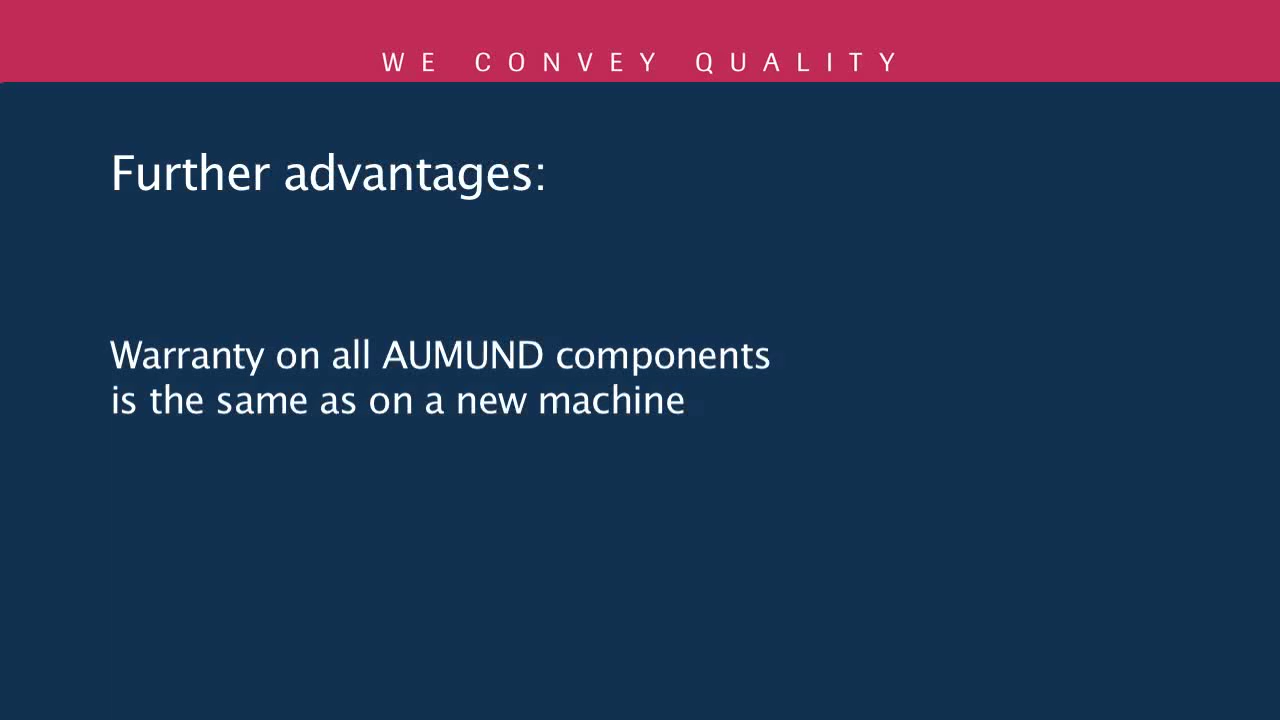 WE CONVEY QUALITY
Further advantages:
Warranty on all AUMUND components
is the same as on a new machine